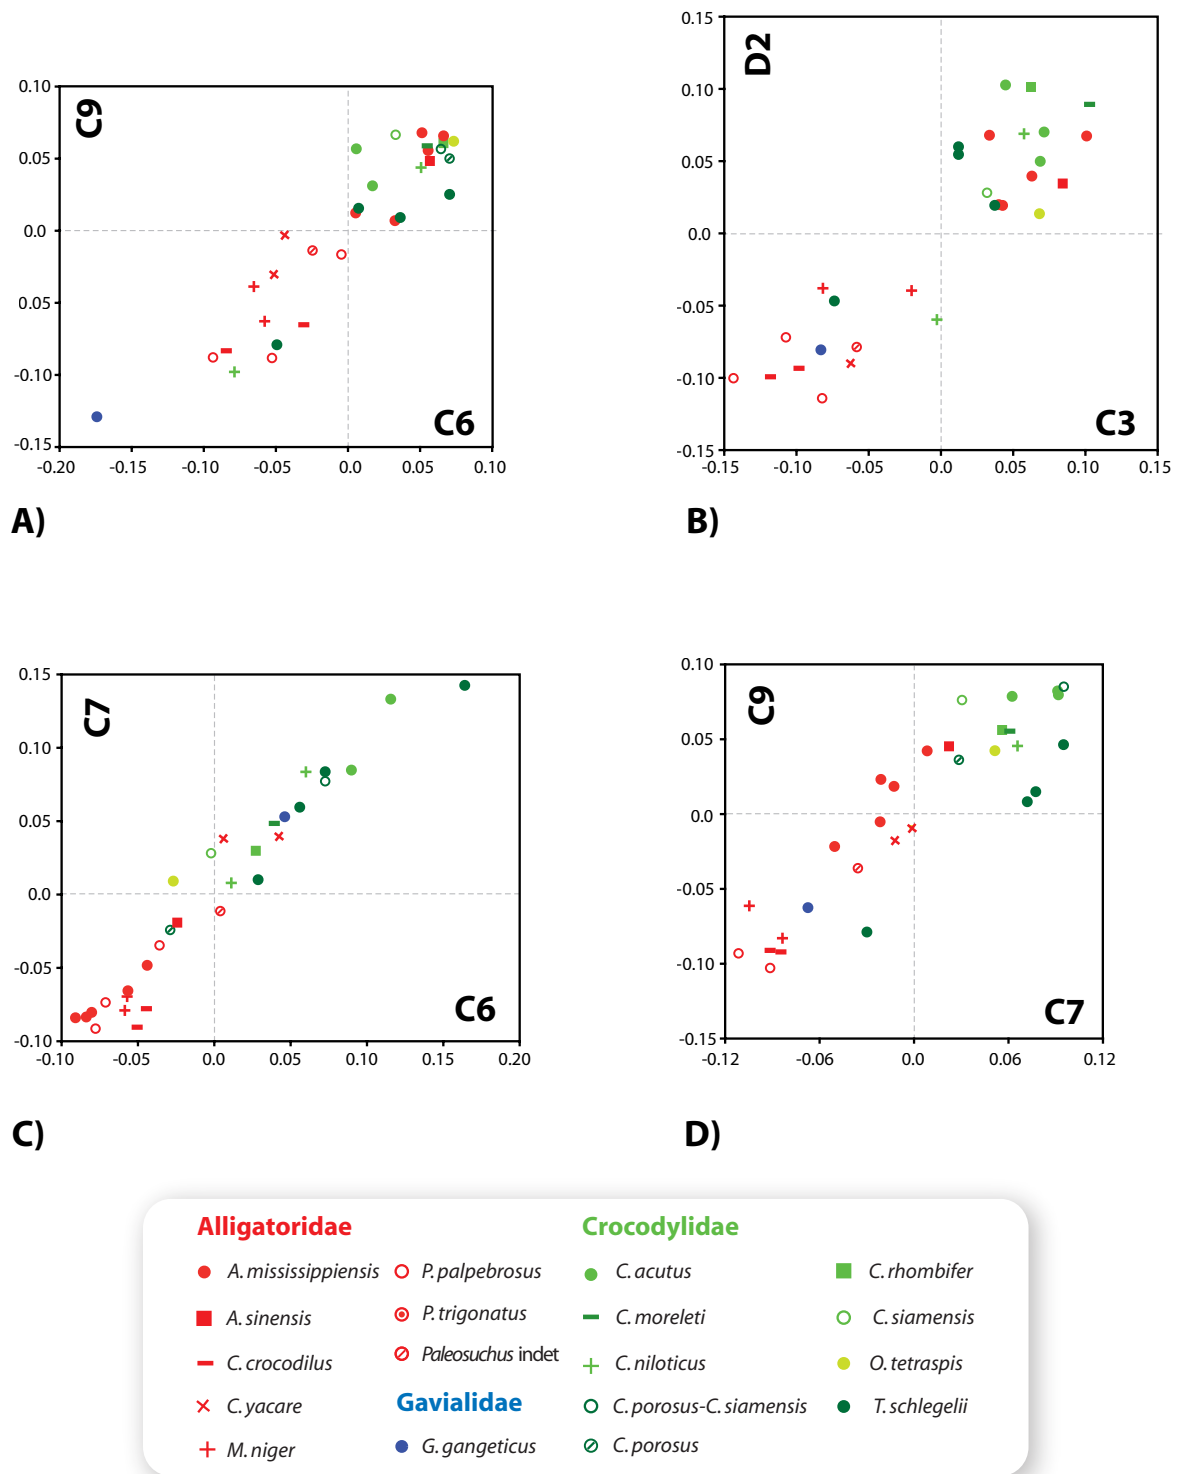 C9
0.10
0.05
0.0
0.05
-0.10
-0.15
-0.20 -0.15 -0.10 -0.05 0.0 0.05 0.10
C6
A)
D2
0.15
0.10
0.05
0.0
-0.05
-0.10
-0.15
-0.15 -0.10 -0.05 0.0 0.05 0.10 0.15
C3
B)
C7
0.15
0.10
0.05
0.0
-0.05
-0.10
-0.10 -0.05 0.0 0.05 0.10 0.15 0.20
C6
C)
C9
0.10
0.05
0.0
-0.05
-0.10
-0.15
-0.12 -0.06 0.0 0.06 0.12
C7
D)
Alligatoridae
A. mississippiensis
A. sinensis
C. crocodilus
C. yacare
M. niger
P. palpebrosus
P. trigonatus
Paleosuchus indet
Gavialidae
G. gangeticus
Crocodylidae
C. acutus
C. moreleti
C. niloticus
C. porosus-C. siamensis
C. porosus
C. rhombifer
C. siamensis
O. tetraspis
T. schlegelii